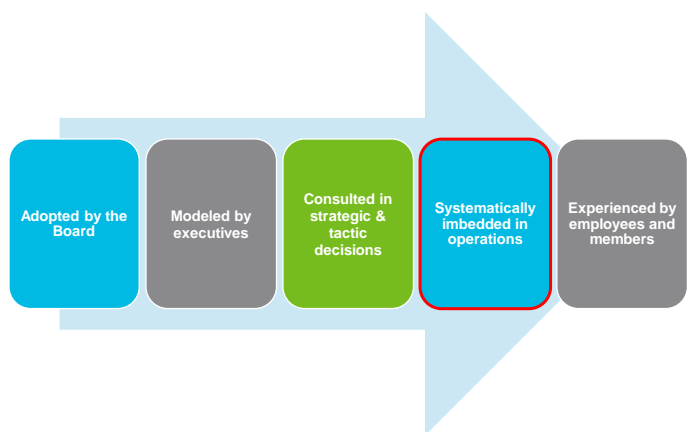 Adopted by the
Board
Modeled by
executives
Consulted in
strategic &
tactic
decisions
Systematically
imbedded in
operations
Experienced by
employees and
members